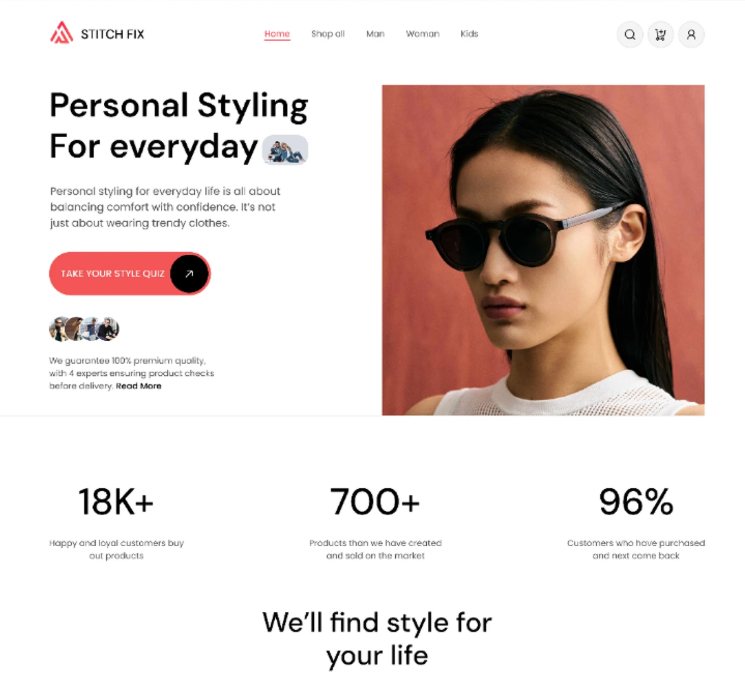 STITCH FIX
Home Shop all Man Woman Kids
Personal Styling
For everyday
Personal styling for everyday life is all about
balancing comfort with confidence. It's not
just about wearing trendy clothes.
TAKE YOUR STYLE QUIZ
We guarantee 100% premium quality,
with 4 experts ensuring product checks
before delivery. Read More
18K+
Happy and loyal customers buy
out products
700+
Products than we have created
and sold on the market
96%
Customers who have purchased
and next come back
We'll find style for
your life